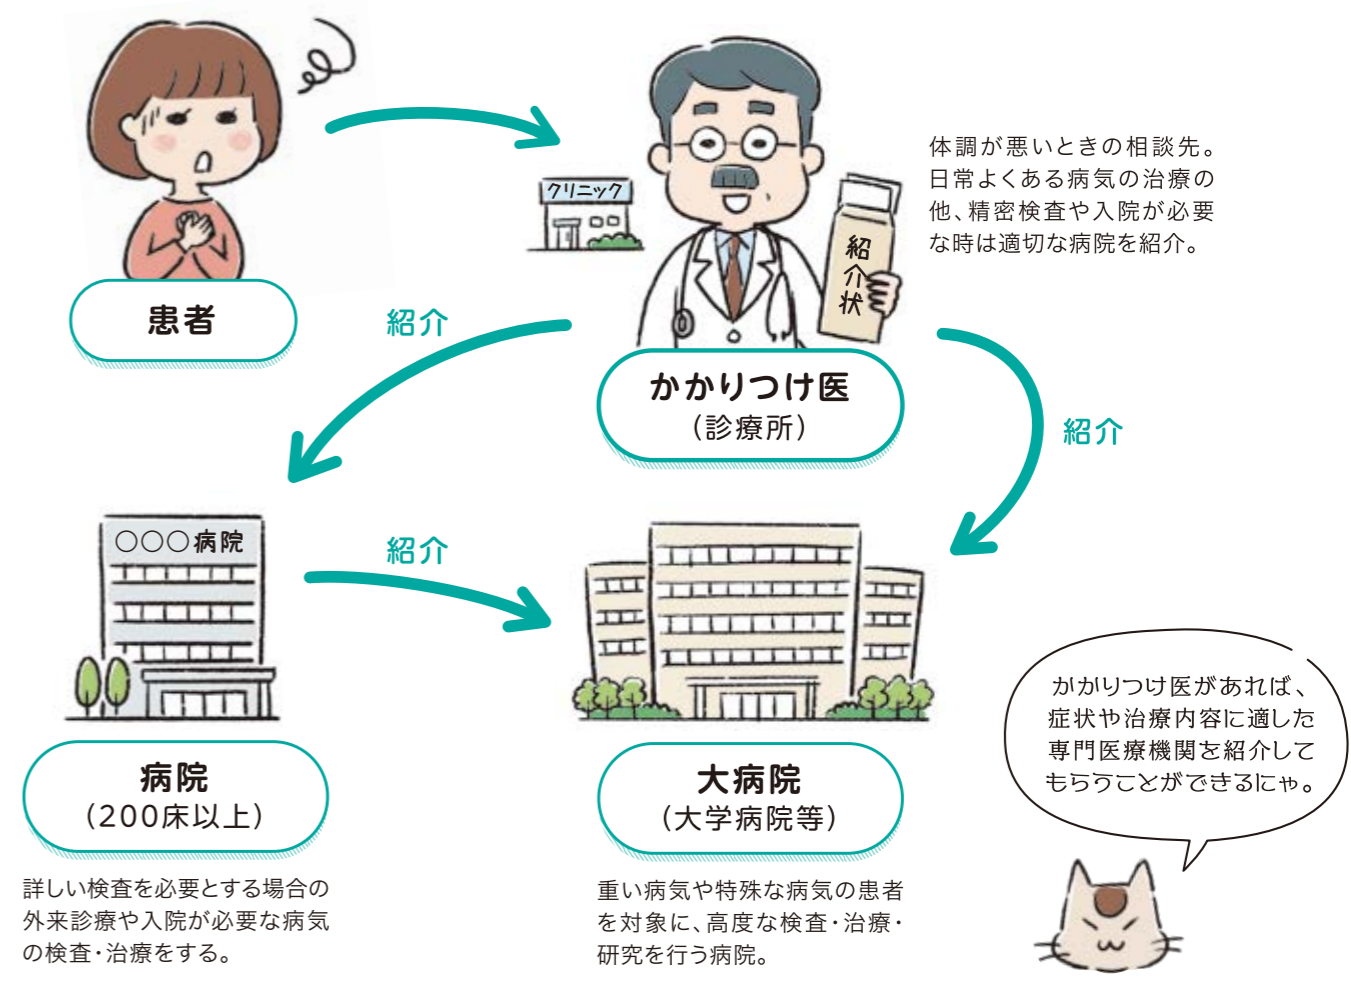 クリニック
紹介状
体調が悪いときの相談先。
日常よくある病気の治療の
他、精密検査や入院が必要
な時は適切な病院を紹介。
患者
紹介
かかりつけ医
（診療所）
紹介
○○○病院
紹介
病院
（200床以上）
詳しい検査を必要とする場合の
外来診療や入院が必要な病気
の検査・治療をする。
大病院
（大学病院等）
重い病気や特殊な病気の患者
を対象に、高度な検査・治療・
研究を行う病院。
かかりつけ医があれば、
症状や治療内容に適した
専門医療機関を紹介して
もらうことができるにゃ。